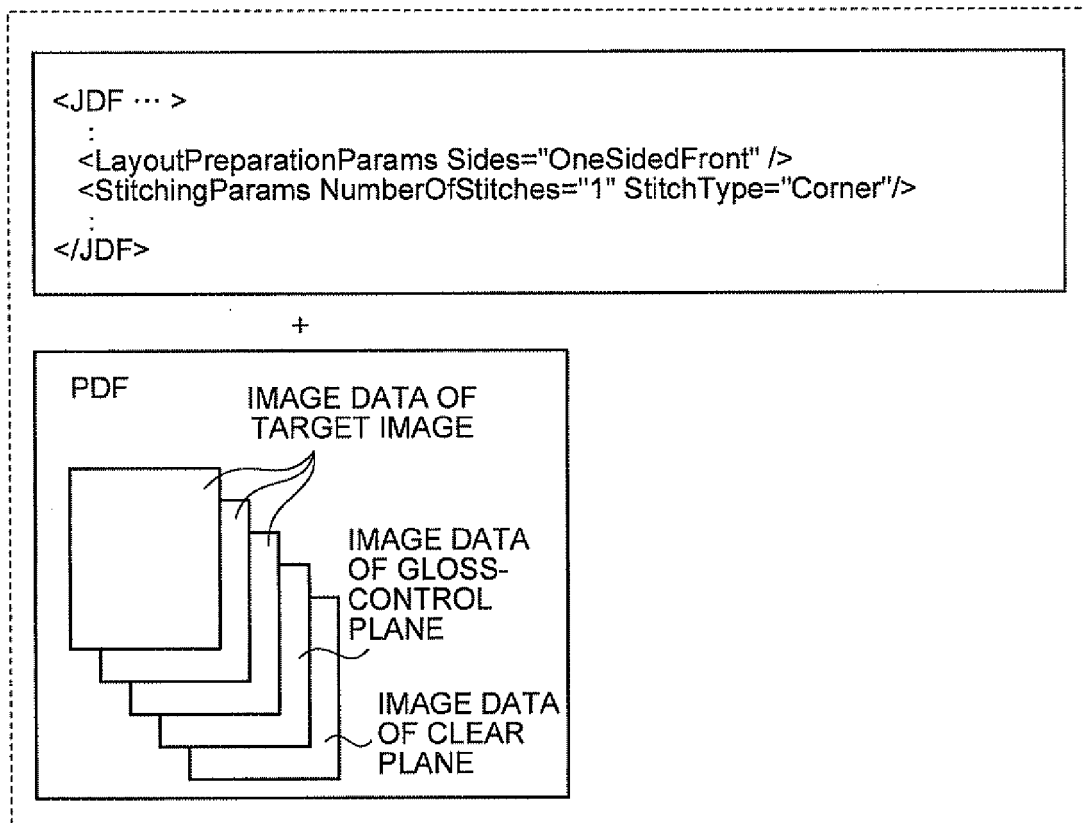 <JDF ··· >
:
<LayoutPreparationParams Sides="OneSidedFront" />
<StitchingParams NumberOfStitches="1" StitchType="Corner"/>
:
</JDF>
+
PDF
IMAGE DATA OF
TARGET IMAGE
IMAGE DATA
OF GLOSS-
CONTROL
PLANE
IMAGE DATA
OF CLEAR
PLANE